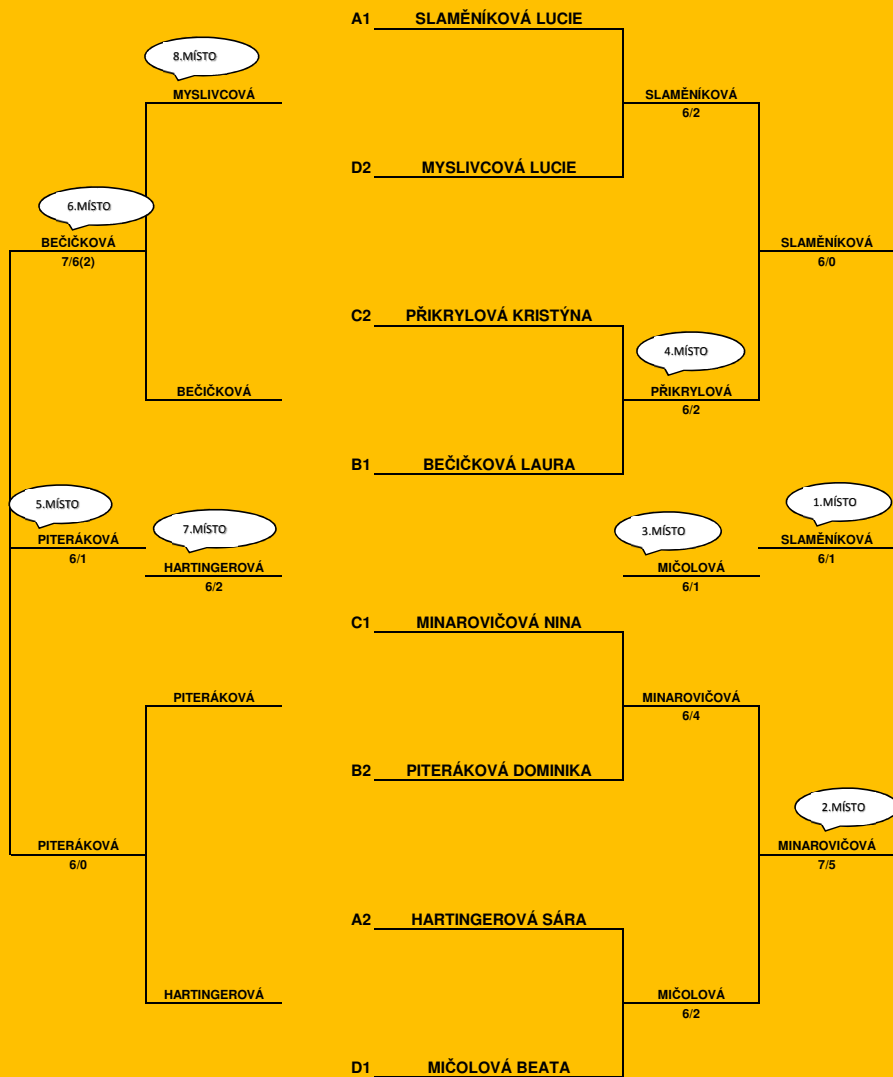 A1 SLAMĚNÍKOVÁ LUCIE
8.MÍSTO
MYSLIVCOVÁ SLAMĚNÍKOVÁ
6/2
D2 MYSLIVCOVÁ LUCIE
6.MÍSTO
BEČIČKOVÁ SLAMĚNÍKOVÁ
7/6(2) 6/0
C2 PŘIKRYLOVÁ KRISTÝNA
4.MÍSTO
BEČIČKOVÁ PŘIKRYLOVÁ
6/2
B1 BEČIČKOVÁ LAURA
5.MÍSTO 7.MÍSTO 3.MÍSTO 1.MÍSTO
PITERÁKOVÁ SLAMĚNÍKOVÁ
6/1 6/1
HARTINGEROVÁ MIČOLOVÁ
6/2 6/1
C1 MINAROVIČOVÁ NINA
PITERÁKOVÁ MINAROVIČOVÁ
6/4
B2 PITERÁKOVÁ DOMINIKA
2.MÍSTO
PITERÁKOVÁ MINAROVIČOVÁ
6/0 7/5
A2 HARTINGEROVÁ SÁRA
HARTINGEROVÁ MIČOLOVÁ
6/2
D1 MIČOLOVÁ BEATA